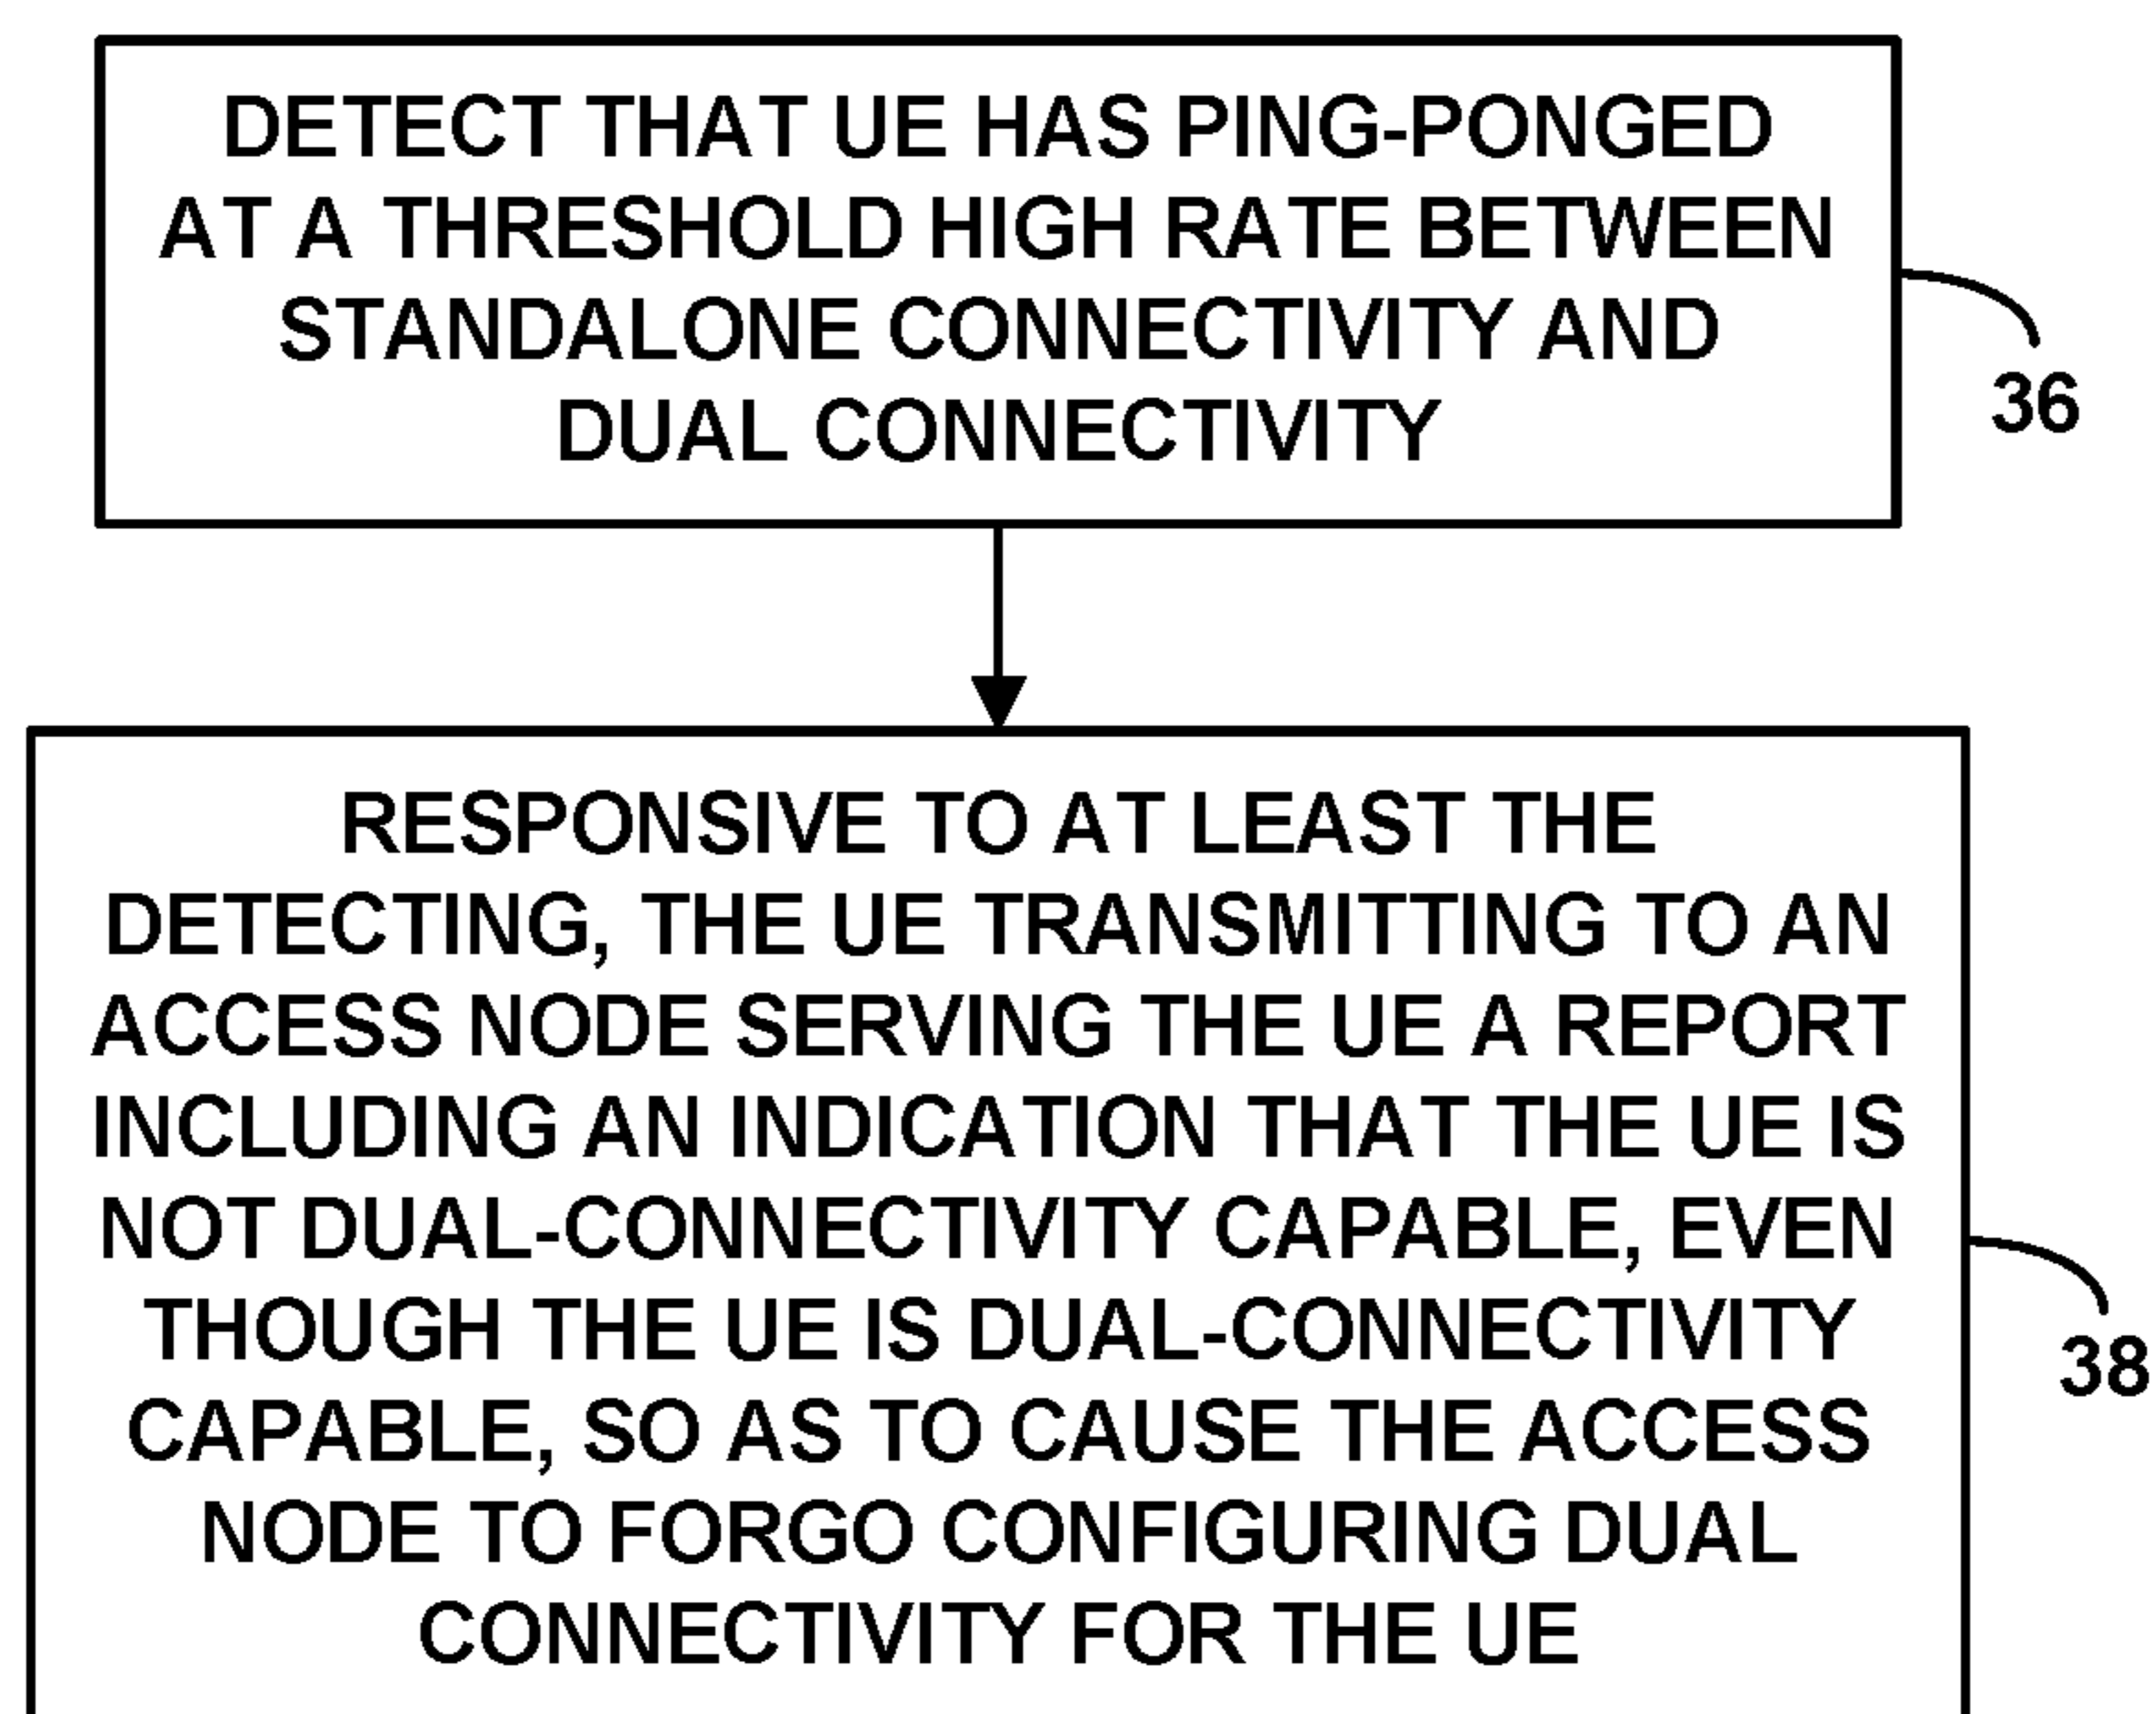 DETECT THAT UE HAS PING-PONGED
AT A THRESHOLD HIGH RATE BETWEEN
STANDALONE CONNECTIVITY AND
DUAL CONNECTIVITY
36
RESPONSIVE TO AT LEAST THE
DETECTING, THE UE TRANSMITTING TO AN
ACCESS NODE SERVING THE UE A REPORT
INCLUDING AN INDICATION THAT THE UE IS
NOT DUAL-CONNECTIVITY CAPABLE, EVEN
THOUGH THE UE IS DUAL-CONNECTIVITY
CAPABLE, SO AS TO CAUSE THE ACCESS
NODE TO FORGO CONFIGURING DUAL
CONNECTIVITY FOR THE UE
38